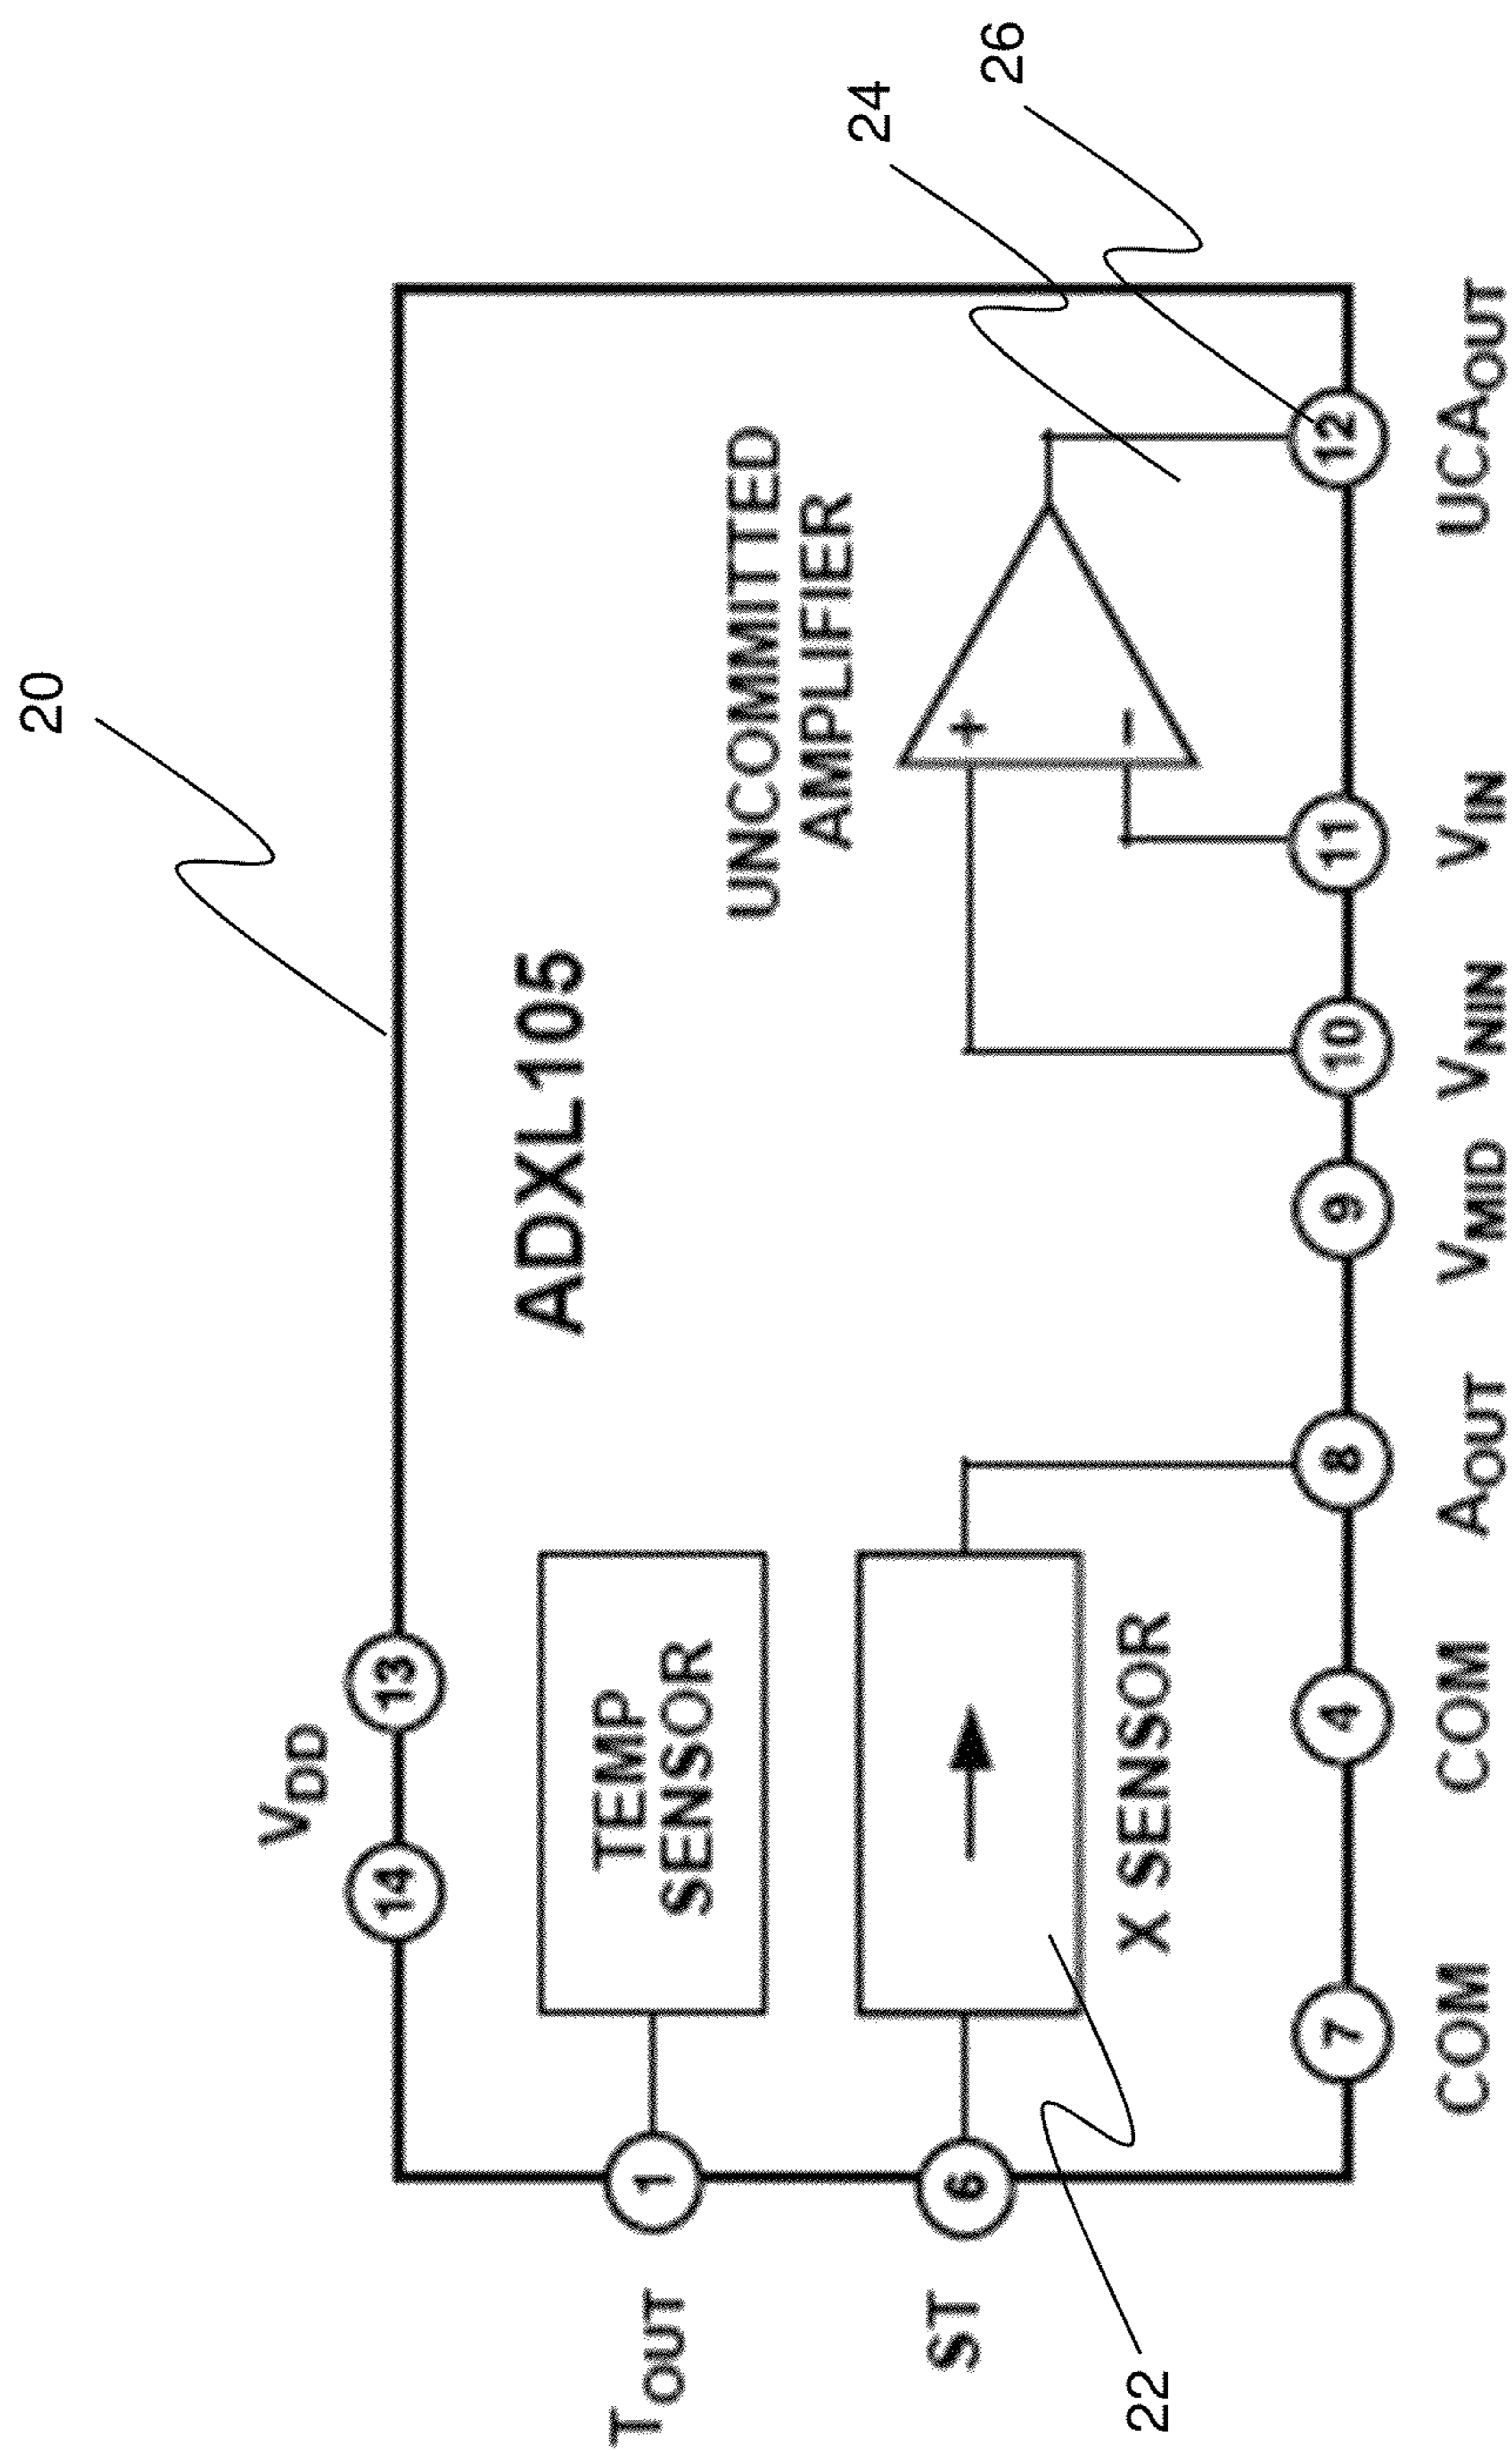 20
V_DD
14
13
ADXL105
T_OUT
1
TEMP
SENSOR
UNCOMMITTED
AMPLIFIER
24
26
ST
6
X SENSOR
22
+
−
7
4
8
9
10
11
12
COM
COM
A_OUT
V_MID
V_NIN
V_IN
UCA_OUT